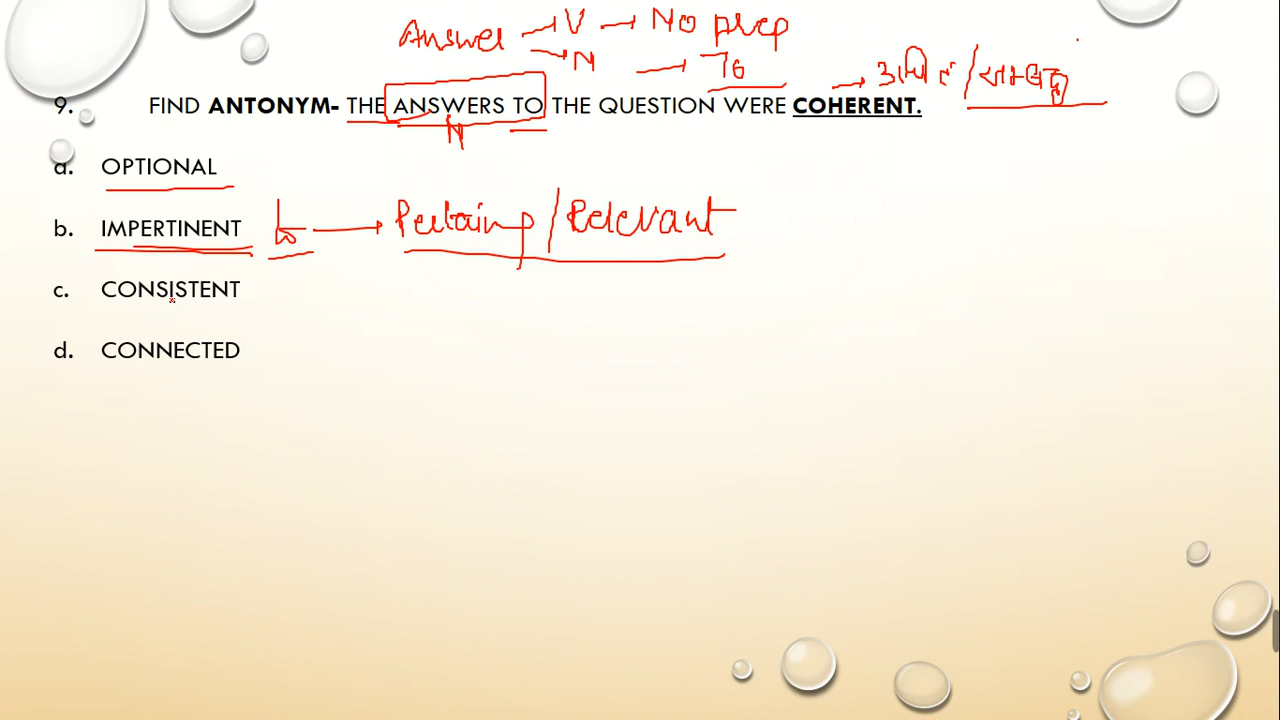 Answer → V → No prep
→ N → To
9. FIND ANTONYM- THE ANSWERS TO THE QUESTION WERE COHERENT.
N
a. OPTIONAL
b. IMPERTINENT → Pertain / Relevant
c. CONSISTENT
d. CONNECTED